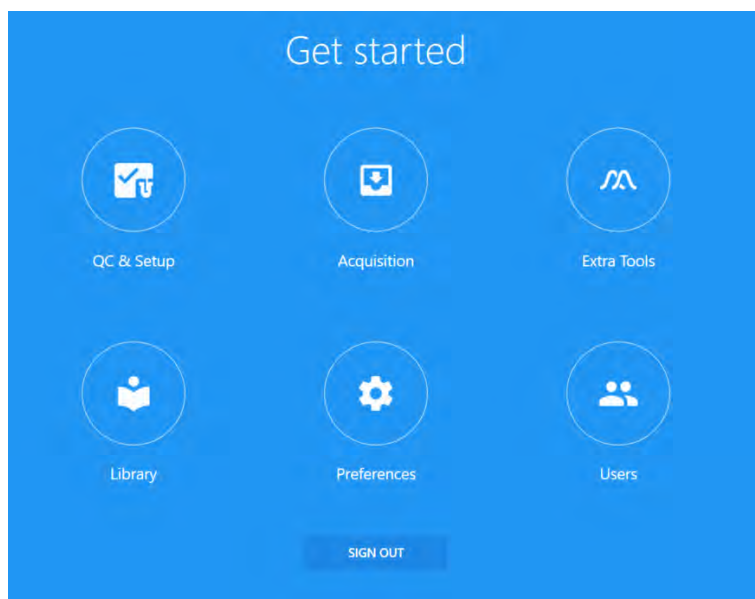 Get started
QC & Setup
Acquisition
Extra Tools
Library
Preferences
Users
SIGN OUT